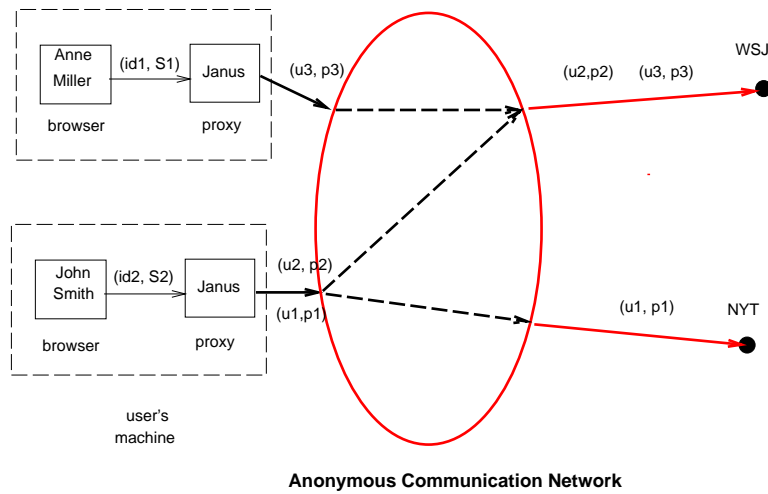 Anne
Miller
(id1, S1)
Janus
(u3, p3)
(u2,p2)
(u3, p3)
WSJ
browser
proxy
John
Smith
(id2, S2)
Janus
(u2, p2)
(u1,p1)
(u1, p1)
NYT
browser
proxy
user's
machine
Anonymous Communication Network